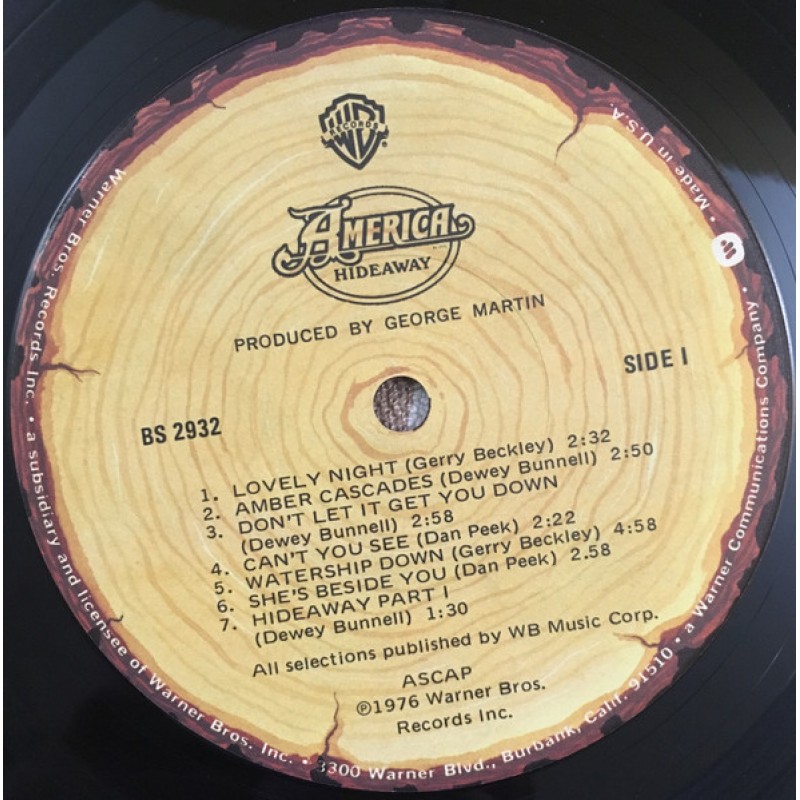 WB
RECORDS
AMERICA
HIDEAWAY
PRODUCED BY GEORGE MARTIN
SIDE I
BS 2932
1. LOVELY NIGHT (Gerry Beckley) 2:32
2. AMBER CASCADES (Dewey Bunnell) 2:50
3. DON'T LET IT GET YOU DOWN
(Dewey Bunnell) 2:58
4. CAN'T YOU SEE (Dan Peek) 2:22
5. WATERSHIP DOWN (Gerry Beckley) 4:58
6. SHE'S BESIDE YOU (Dan Peek) 2.58
7. HIDEAWAY PART I
(Dewey Bunnell) 1:30
All selections published by WB Music Corp.
ASCAP
℗1976 Warner Bros.
Records Inc.
Warner Bros. Records Inc. • a subsidiary and licensee of Warner Bros. Inc. • 3300 Warner Blvd., Burbank, Calif. 91510 • a Warner Communications Company • Made in U.S.A.